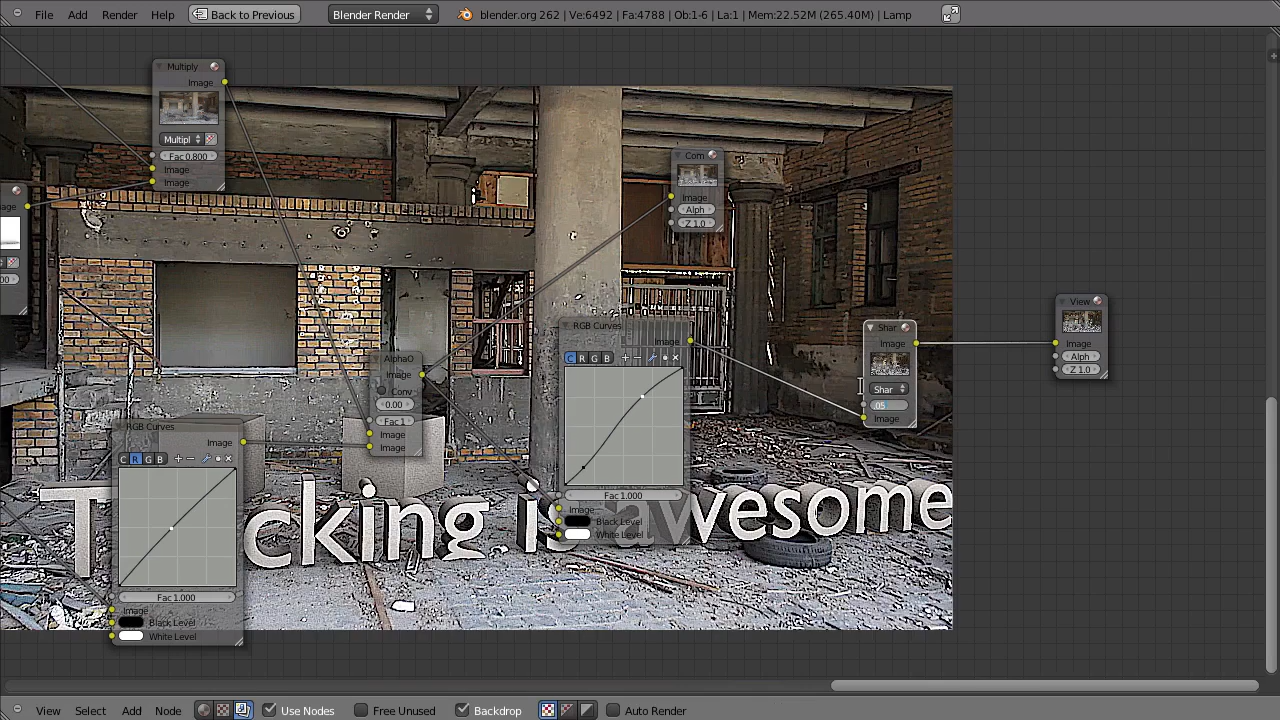 File Add Render Help Back to Previous Blender Render blender.org 262 | Ve:6492 | Fa:4788 | Ob:1-6 | La:1 | Mem:22.52M (265.40M) | Lamp
Multiply
Image
Multipl
Fac 0.800
Image
Image
Com
Image
Alph
Z 1.0
View
Image
Alph
Z 1.0
Shar
Image
Shar
05
Image
RGB Curves
Image
C R G B
Fac 1.000
Image
Black Level
White Level
AlphaO
Image
Conv
0.00
Fac 1
Image
Image
RGB Curves
Image
C R G B
Fac 1.000
Image
Black Level
White Level
cking is awesome
View Select Add Node Use Nodes Free Unused Backdrop Auto Render